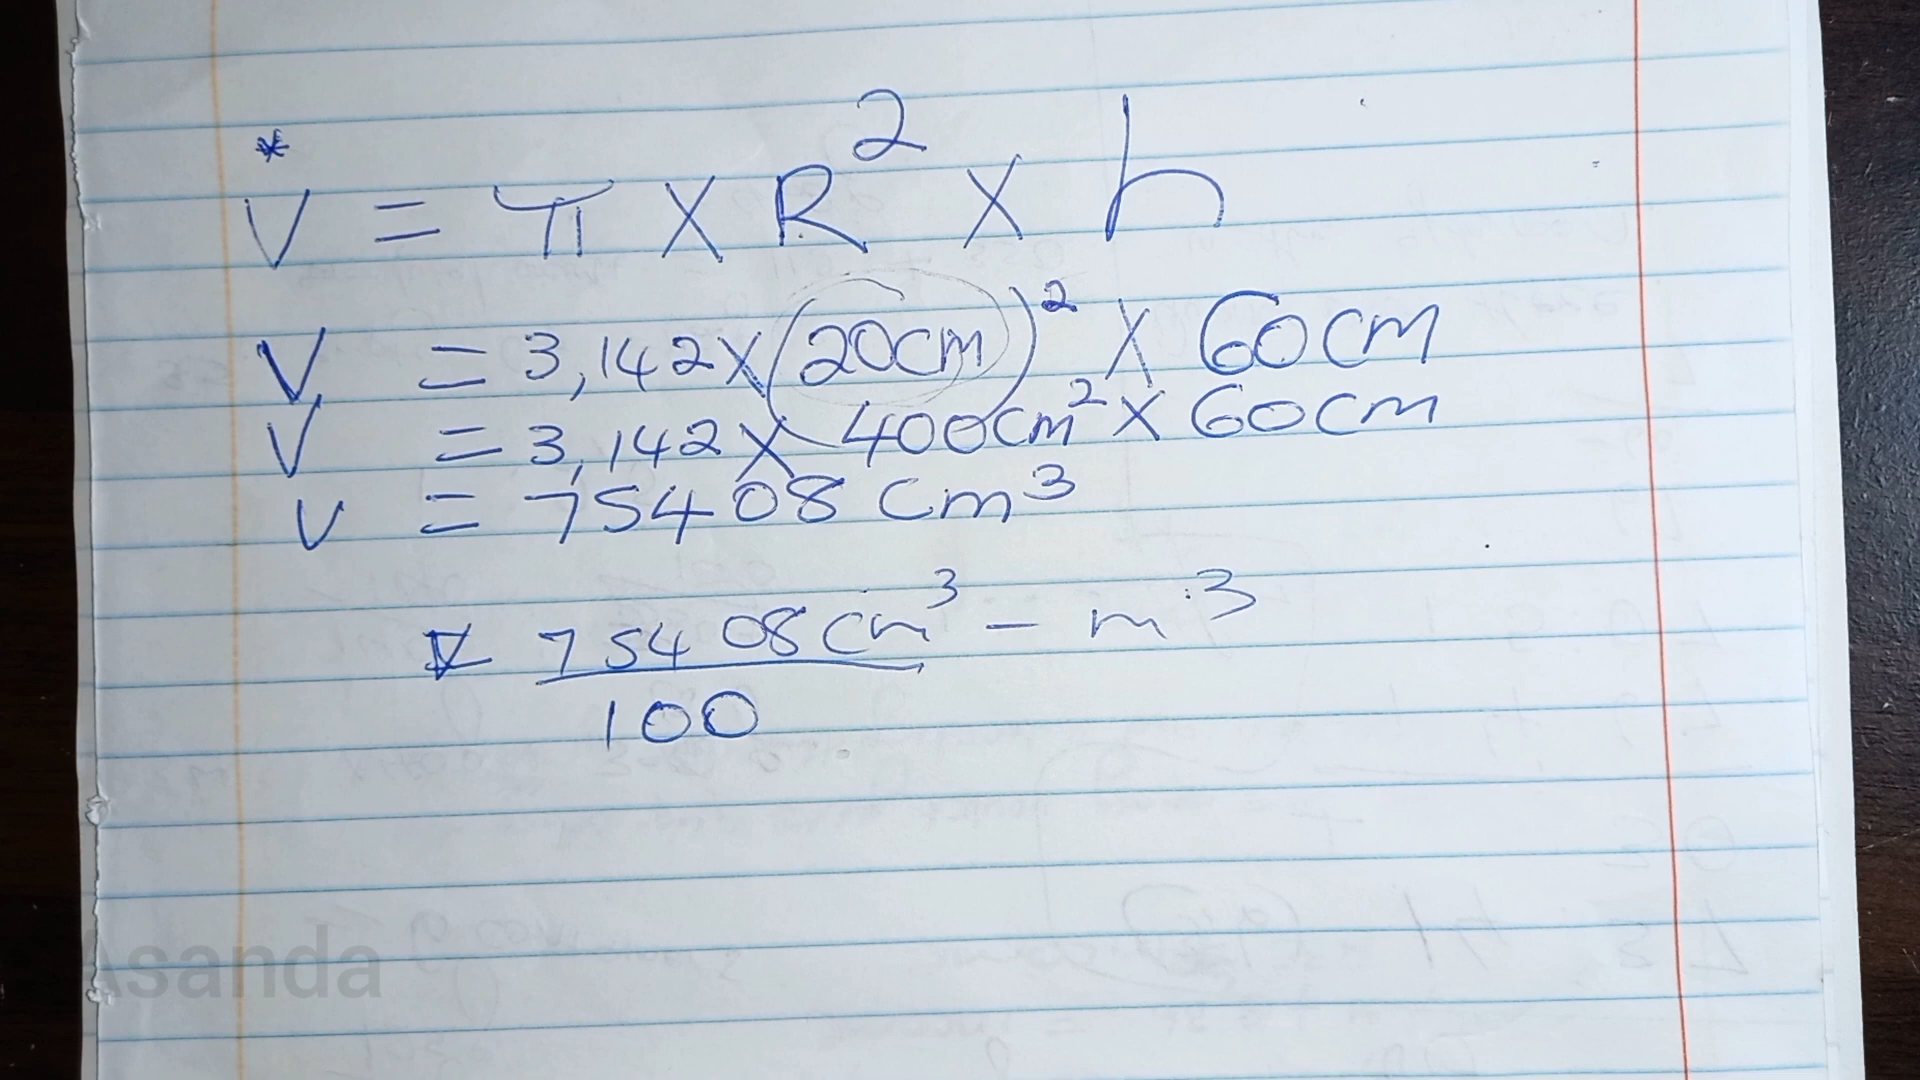 *
V = π X R² X h
V = 3,142 X (20cm)² X 60cm
V = 3,142 X 400cm² X 60cm
V = 75408 cm³
V 75408cm³ - m³
100
Asanda